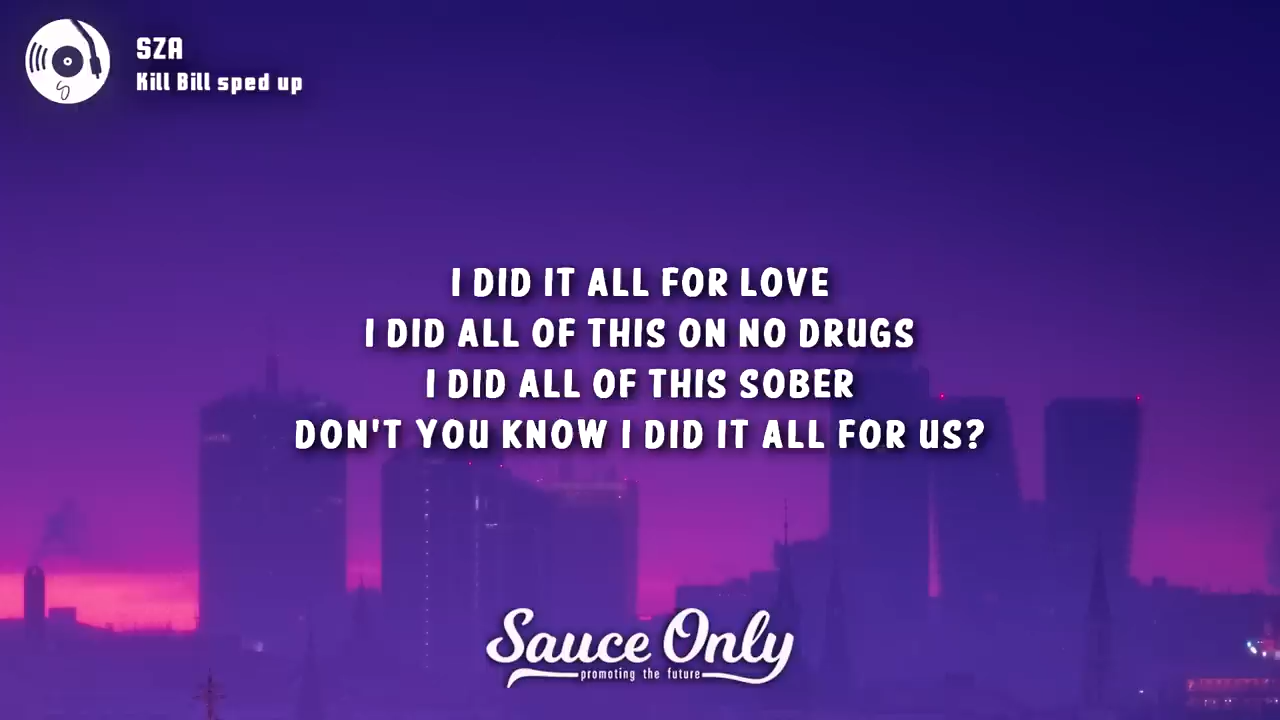 SZA
Kill Bill sped up
I DID IT ALL FOR LOVE
I DID ALL OF THIS ON NO DRUGS
I DID ALL OF THIS SOBER
DON'T YOU KNOW I DID IT ALL FOR US?
Sauce Only
promoting the future